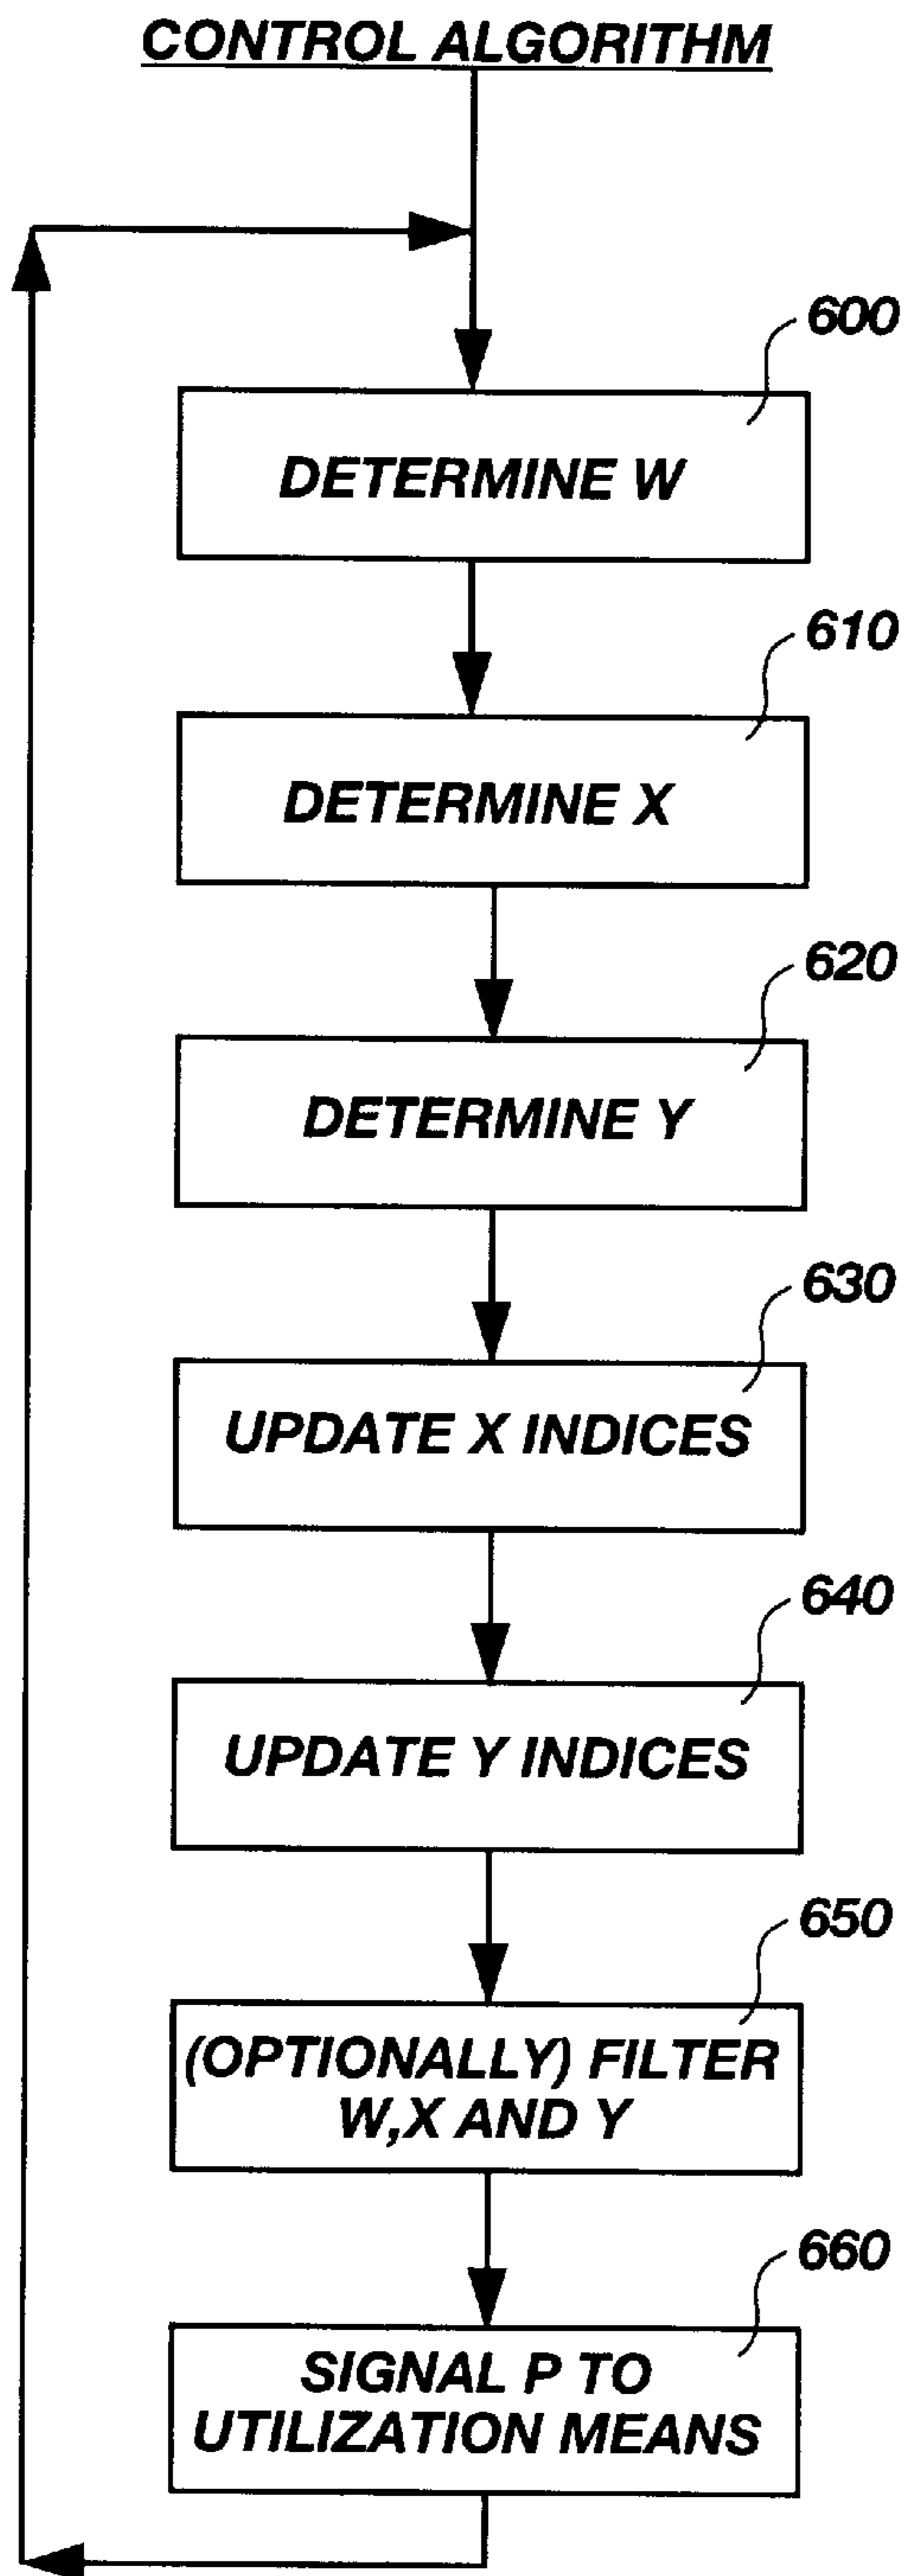 CONTROL ALGORITHM
600
DETERMINE W
610
DETERMINE X
620
DETERMINE Y
630
UPDATE X INDICES
640
UPDATE Y INDICES
650
(OPTIONALLY) FILTER
W,X AND Y
660
SIGNAL P TO
UTILIZATION MEANS